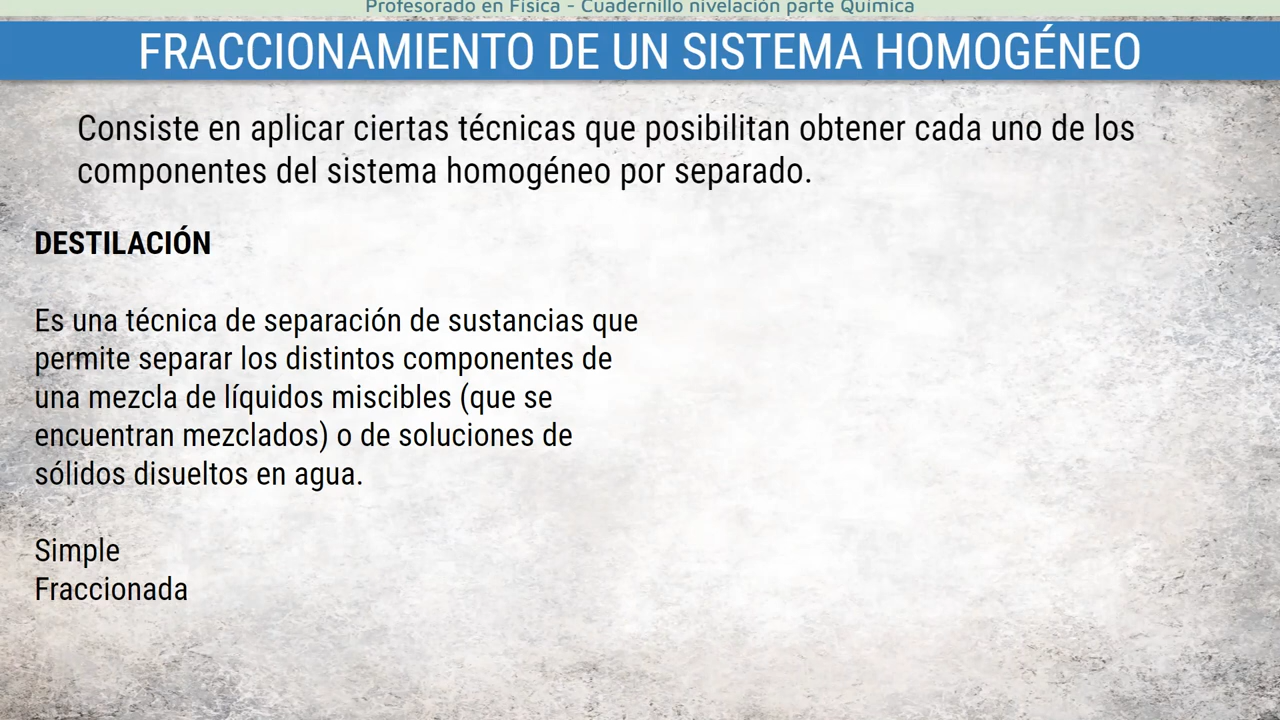 Profesorado en Física - Cuadernillo nivelación parte Química
FRACCIONAMIENTO DE UN SISTEMA HOMOGÉNEO
Consiste en aplicar ciertas técnicas que posibilitan obtener cada uno de los
componentes del sistema homogéneo por separado.
DESTILACIÓN
Es una técnica de separación de sustancias que
permite separar los distintos componentes de
una mezcla de líquidos miscibles (que se
encuentran mezclados) o de soluciones de
sólidos disueltos en agua.
Simple
Fraccionada